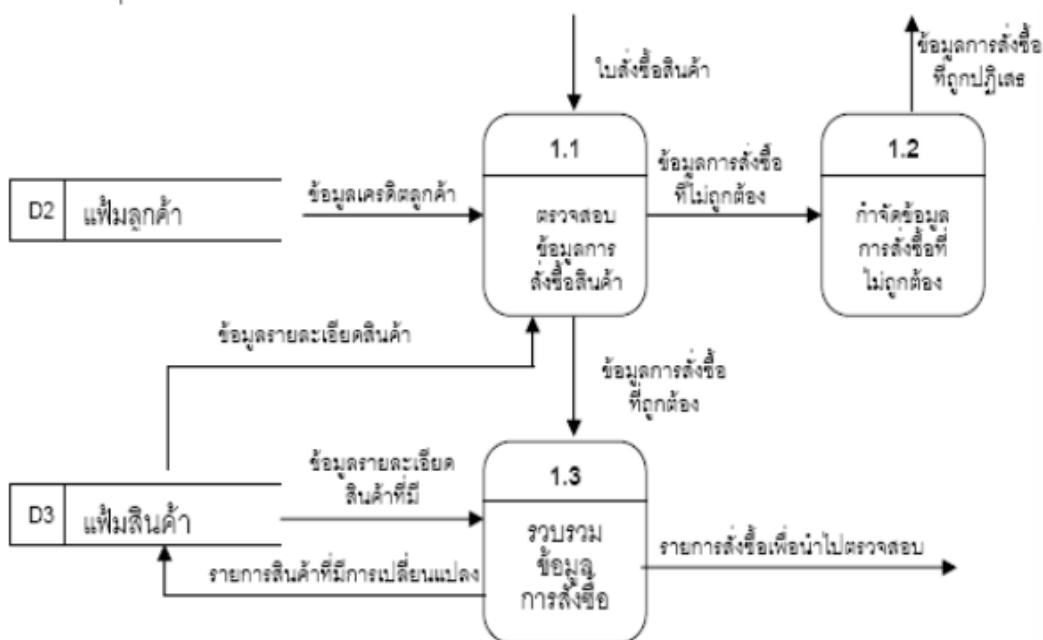 ใบสั่งซื้อสินค้า
ข้อมูลการสั่งซื้อ
ที่ถูกปฏิเสธ
1.1
ตรวจสอบ
ข้อมูลการ
สั่งซื้อสินค้า
ข้อมูลการสั่งซื้อ
ที่ไม่ถูกต้อง
1.2
กำจัดข้อมูล
การสั่งซื้อที่
ไม่ถูกต้อง
D2
แฟ้มลูกค้า
ข้อมูลเครดิตลูกค้า
ข้อมูลรายละเอียดสินค้า
ข้อมูลการสั่งซื้อ
ที่ถูกต้อง
D3
แฟ้มสินค้า
ข้อมูลรายละเอียด
สินค้าที่มี
รายการสินค้าที่มีการเปลี่ยนแปลง
1.3
รวบรวม
ข้อมูล
การสั่งซื้อ
รายการสั่งซื้อเพื่อนำไปตรวจสอบ